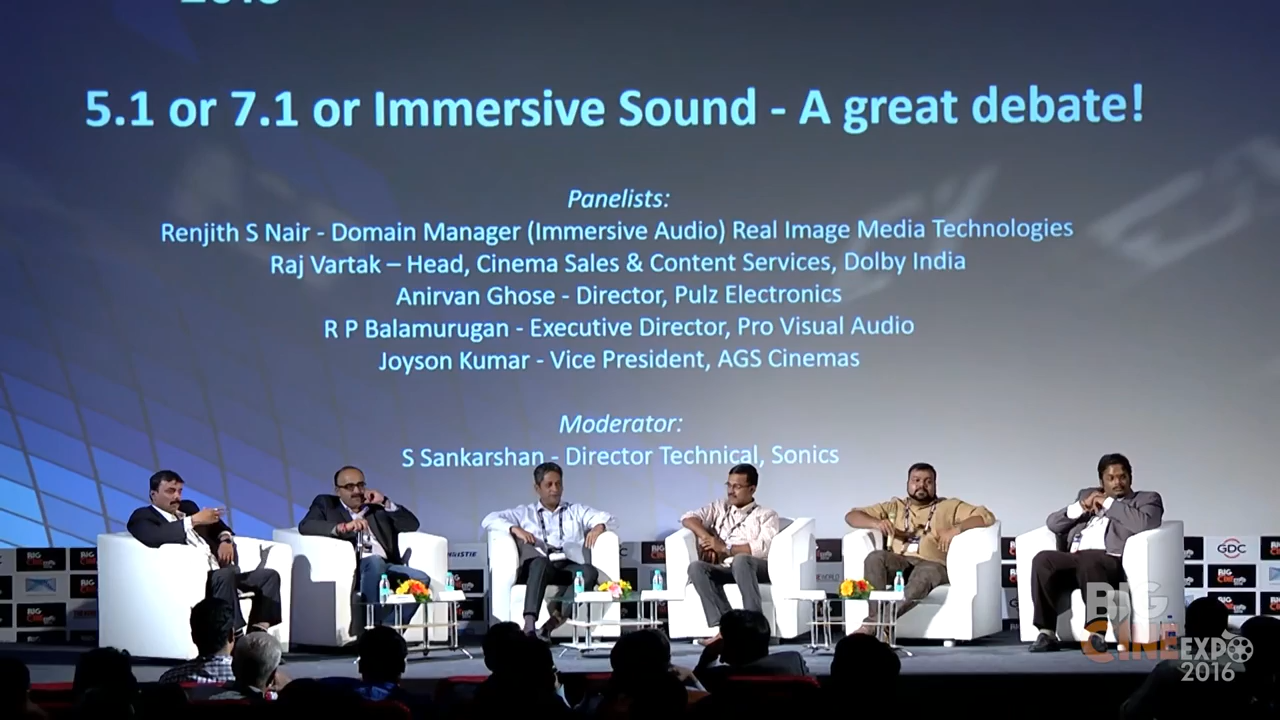 2016
5.1 or 7.1 or Immersive Sound - A great debate!
Panelists:
Renjith S Nair - Domain Manager (Immersive Audio) Real Image Media Technologies
Raj Vartak – Head, Cinema Sales & Content Services, Dolby India
Anirvan Ghose - Director, Pulz Electronics
R P Balamurugan - Executive Director, Pro Visual Audio
Joyson Kumar - Vice President, AGS Cinemas
Moderator:
S Sankarshan - Director Technical, Sonics
GDC
BIG
CINE EXPO
2016